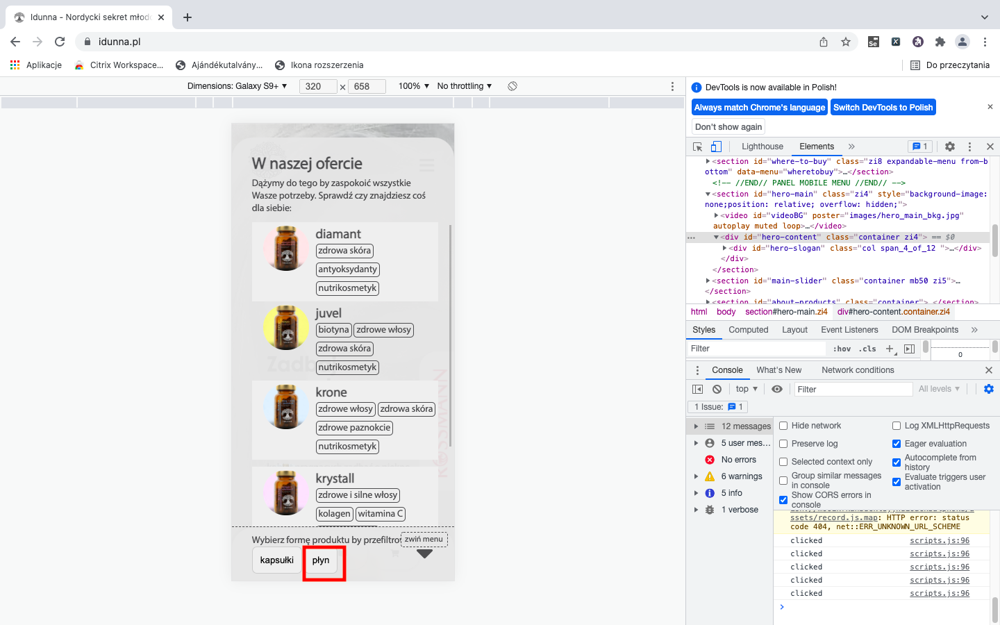 Idunna - Nordycki sekret młodo
idunna.pl
Aplikacje
Citrix Workspace...
Ajándékutalvány...
Ikona rozszerzenia
Do przeczytania
Dimensions: Galaxy S9+ ▼ 320 × 658 100% ▼ No throttling ▼
DevTools is now available in Polish!
Always match Chrome's language Switch DevTools to Polish
Don't show again
Lighthouse Elements » 1
<section id="where-to-buy" class="zi8 expandable-menu from-b
ottom" data-menu="wheretobuy">…</section>
<!-- //END// PANEL MOBILE MENU //END// -->
<section id="hero-main" class="zi4" style="background-image:
none;position: relative; overflow: hidden;">
<video id="videoBG" poster="images/hero_main_bkg.jpg"
autoplay muted loop>…</video>
<div id="hero-content" class="container zi4"> == $0
<div id="hero-slogan" class="col span_4_of_12 ">…</div>
</div>
</section>
<section id="main-slider" class="container mb50 zi5">…
</section>
<section id="about-products" class="container">…</section>
html body section#hero-main.zi4 div#hero-content.container.zi4
Styles Computed Layout Event Listeners DOM Breakpoints »
Filter :hov .cls +
0
Console What's New Network conditions
top ▼ Filter All levels ▼
1 Issue: 1
12 messages
5 user mes...
No errors
6 warnings
5 info
1 verbose
Hide network
Preserve log
Selected context only
Group similar messages
in console
Show CORS errors in
console
Log XMLHttpRequests
Eager evaluation
Autocomplete from
history
Evaluate triggers user
activation
ssets/record.js.map: HTTP error: status
code 404, net::ERR_UNKNOWN_URL_SCHEME
clicked scripts.js:96
clicked scripts.js:96
clicked scripts.js:96
clicked scripts.js:96
clicked scripts.js:96
W naszej ofercie
Dążymy do tego by zaspokoić wszystkie
Wasze potrzeby. Sprawdź czy znajdziesz coś
dla siebie:
diamant
zdrowa skóra
antyoksydanty
nutrikosmetyk
juvel
biotyna zdrowe włosy
zdrowa skóra
nutrikosmetyk
krone
zdrowe włosy zdrowa skóra
zdrowe paznokcie
nutrikosmetyk
krystall
zdrowe i silne włosy
kolagen witamina C
Wybierz formę produktu by przefiltro
zwiń menu
kapsułki płyn